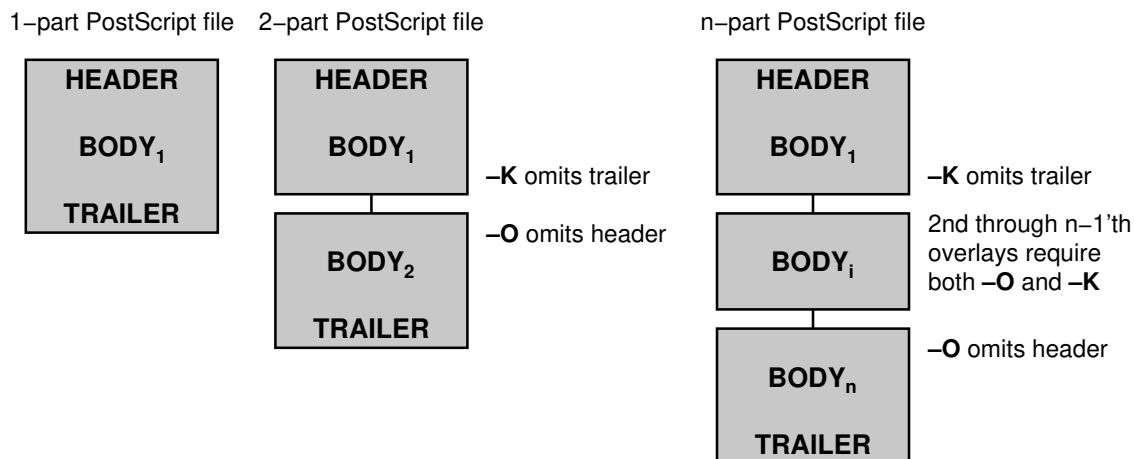 1–part PostScript file
HEADER
BODY₁
TRAILER
2–part PostScript file
HEADER
BODY₁
–K omits trailer
–O omits header
BODY₂
TRAILER
n–part PostScript file
HEADER
BODY₁
–K omits trailer
BODYᵢ
2nd through n–1'th
overlays require
both –O and –K
–O omits header
BODYₙ
TRAILER